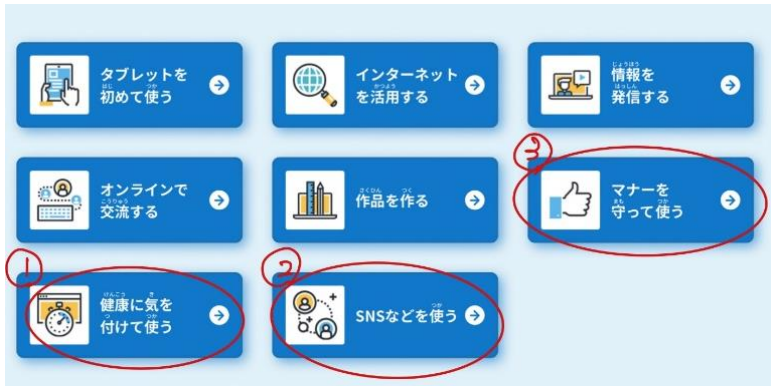 タブレットを
初めて使う
インターネット
を活用する
情報を
発信する
オンラインで
交流する
作品を作る
③
マナーを
守って使う
①
健康に気を
付けて使う
②
SNSなどを使う